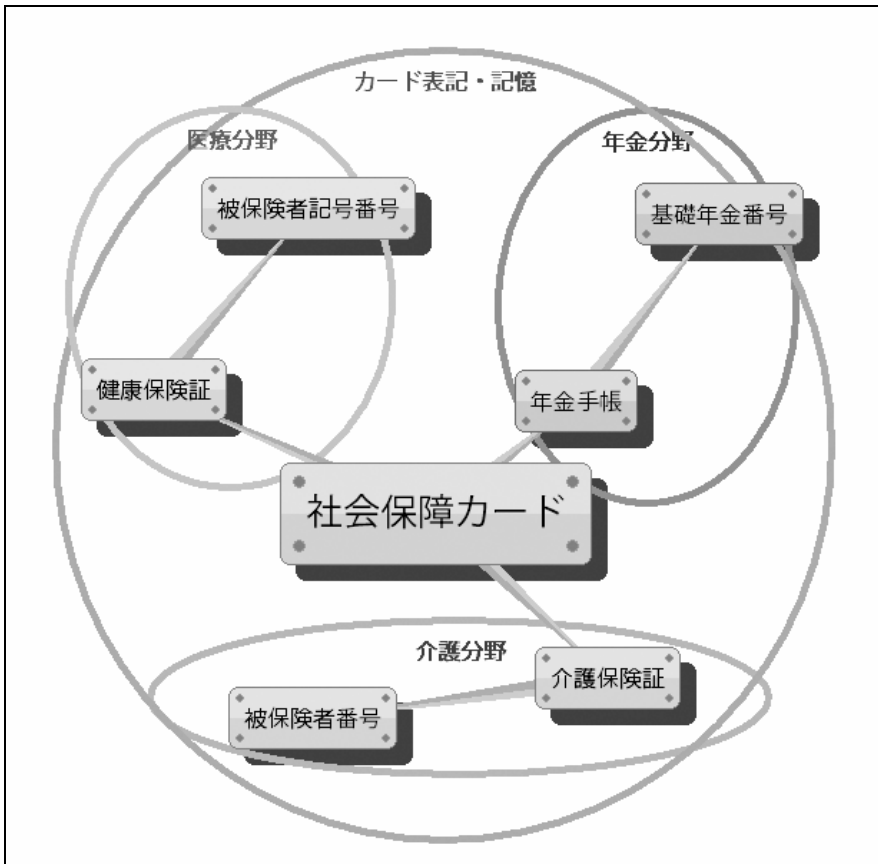 カード表記・記憶
医療分野
年金分野
被保険者記号番号
基礎年金番号
健康保険証
年金手帳
社会保障カード
介護分野
介護保険証
被保険者番号